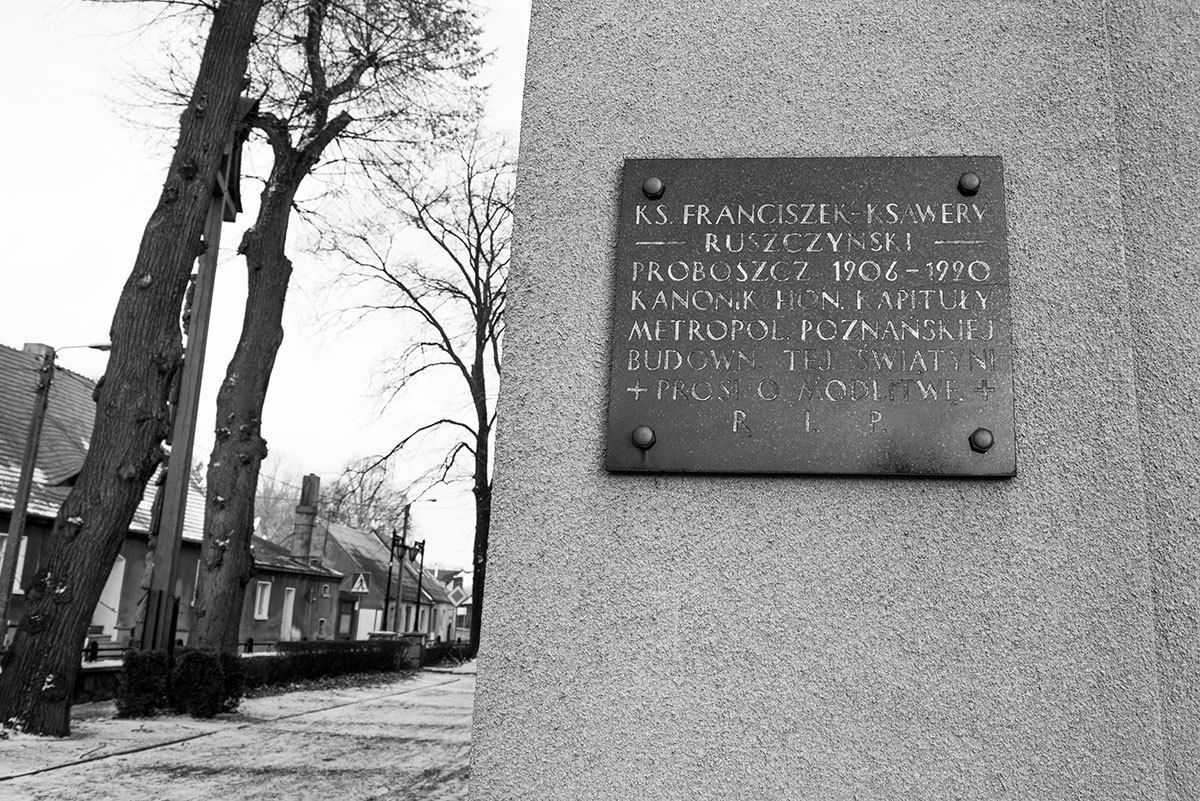 KS. FRANCISZEK-KSAWERY
— RUSZCZYŃSKI —
PROBOSZCZ 1906-1920
KANONIK HON. KAPITUŁY
METROPOL. POZNAŃSKIEJ
BUDOWN. TEJ ŚWIĄTYNI
+ PROSI O MODLITWĘ. +
R. I. P.